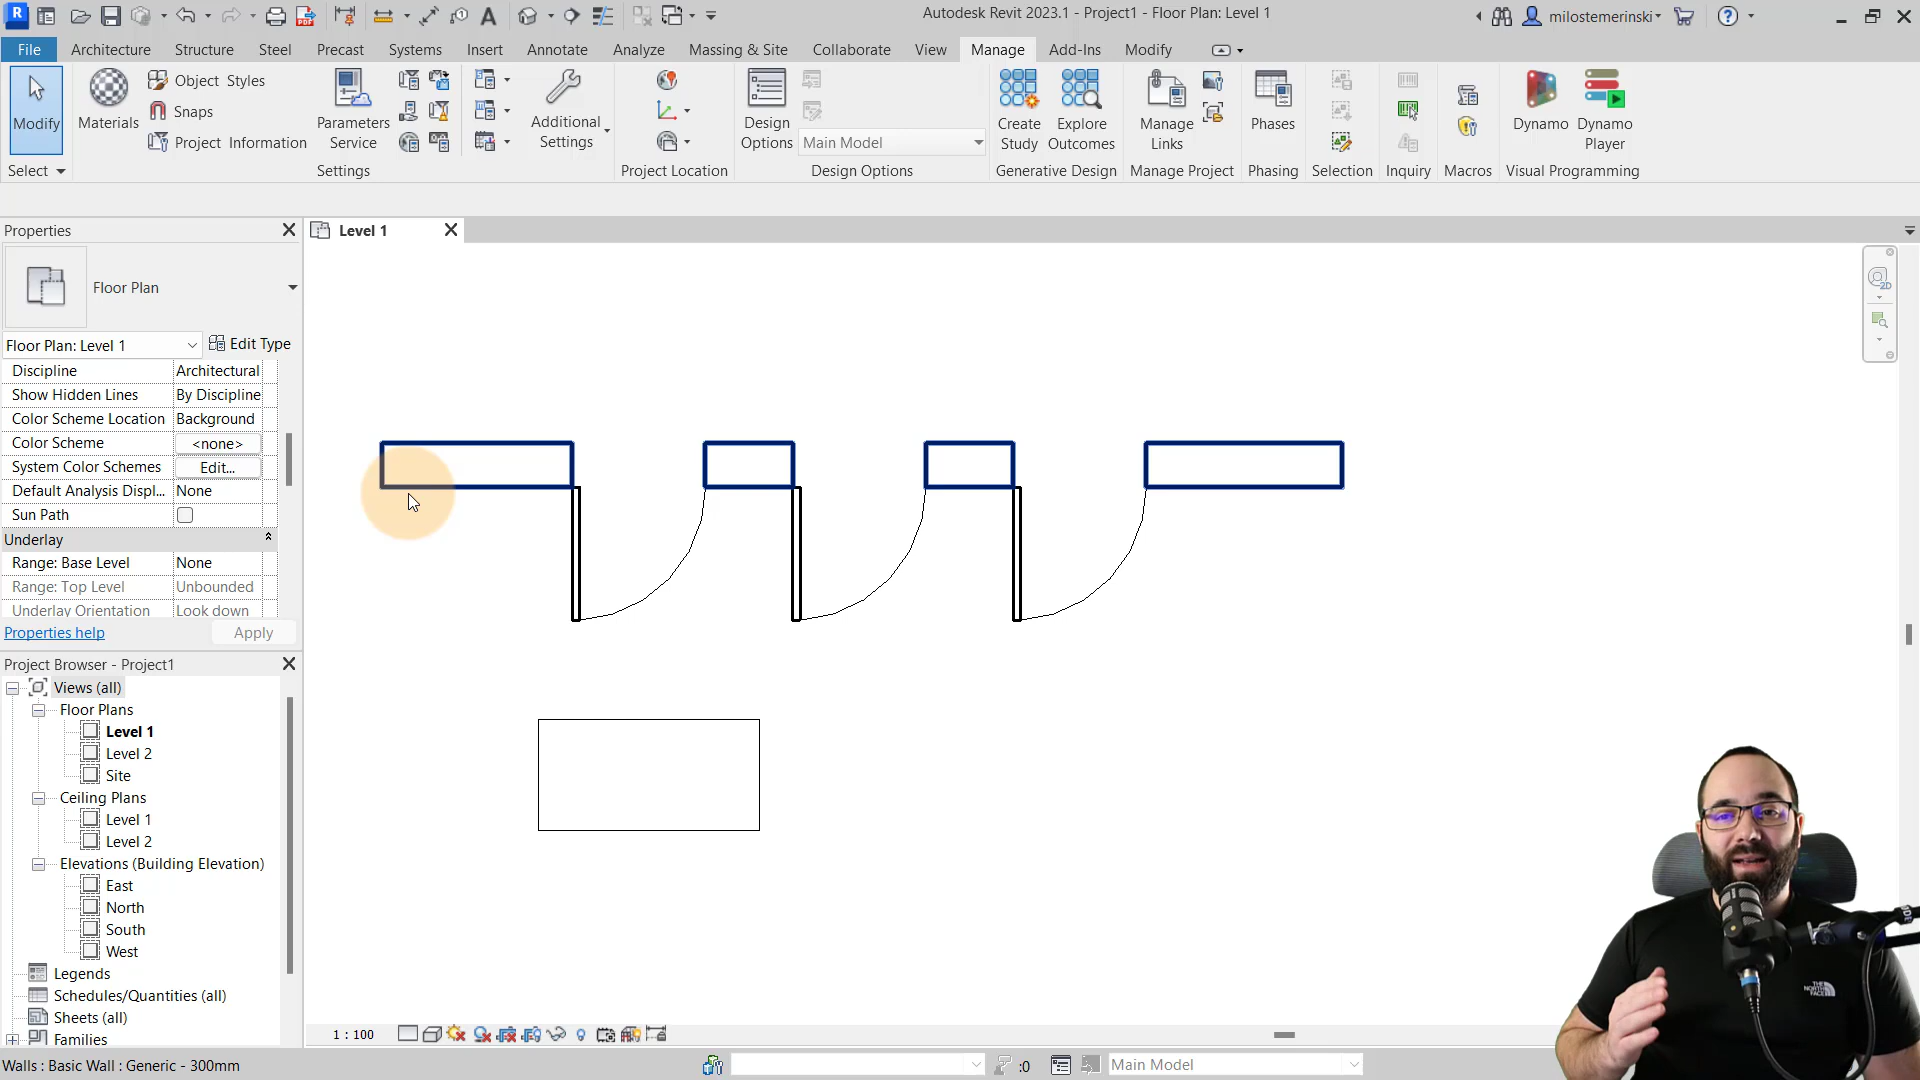 Autodesk Revit 2023.1 - Project1 - Floor Plan: Level 1
milostemerinski
File
Architecture
Structure
Steel
Precast
Systems
Insert
Annotate
Analyze
Massing & Site
Collaborate
View
Manage
Add-Ins
Modify
Modify
Materials
Object Styles
Snaps
Project Information
Parameters
Service
Additional
Settings
Design
Options
Main Model
Create
Study
Explore
Outcomes
Manage
Links
Phases
Dynamo
Dynamo
Player
Select
Settings
Project Location
Design Options
Generative Design
Manage Project
Phasing
Selection
Inquiry
Macros
Visual Programming
Properties
Level 1
Floor Plan
Floor Plan: Level 1
Edit Type
Discipline Architectural
Show Hidden Lines By Discipline
Color Scheme Location Background
Color Scheme <none>
System Color Schemes Edit...
Default Analysis Displ... None
Sun Path
Underlay
Range: Base Level None
Range: Top Level Unbounded
Underlay Orientation Look down
Properties help
Apply
Project Browser - Project1
Views (all)
Floor Plans
Level 1
Level 2
Site
Ceiling Plans
Level 1
Level 2
Elevations (Building Elevation)
East
North
South
West
Legends
Schedules/Quantities (all)
Sheets (all)
Families
1 : 100
Walls : Basic Wall : Generic - 300mm
:0
Main Model
2D
THE
NORTH
FACE